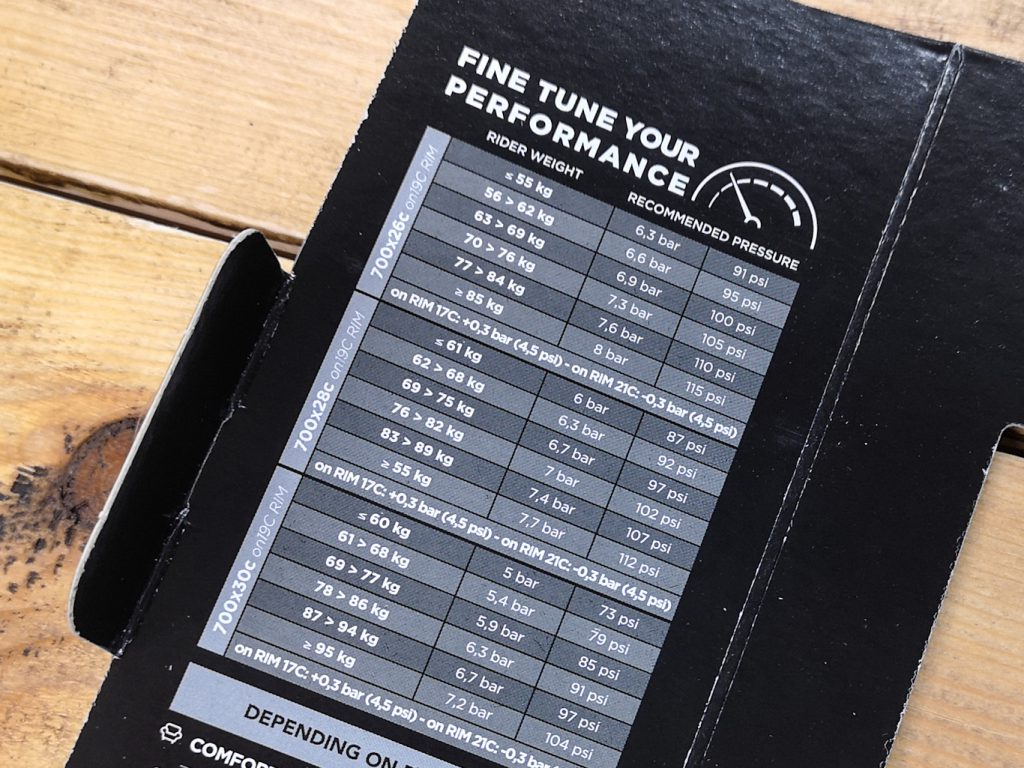 FINE TUNE YOUR
PERFORMANCE
RIDER WEIGHT RECOMMENDED PRESSURE
700x26c on19C RIM
≤ 55 kg 6,3 bar 91 psi
56 > 62 kg 6,6 bar 95 psi
63 > 69 kg 6,9 bar 100 psi
70 > 76 kg 7,3 bar 105 psi
77 > 84 kg 7,6 bar 110 psi
≥ 85 kg 8 bar 115 psi
on RIM 17C: +0,3 bar (4,5 psi) - on RIM 21C: -0,3 bar (4,5 psi)
700x28c on19C RIM
≤ 61 kg 6 bar 87 psi
62 > 68 kg 6,3 bar 92 psi
69 > 75 kg 6,7 bar 97 psi
76 > 82 kg 7 bar 102 psi
83 > 89 kg 7,4 bar 107 psi
≥ 55 kg 7,7 bar 112 psi
on RIM 17C: +0,3 bar (4,5 psi) - on RIM 21C: -0,3 bar (4,5 psi)
700x30c on19C RIM
≤ 60 kg 5 bar 73 psi
61 > 68 kg 5,4 bar 79 psi
69 > 77 kg 5,9 bar 85 psi
78 > 86 kg 6,3 bar 91 psi
87 > 94 kg 6,7 bar 97 psi
≥ 95 kg 7,2 bar 104 psi
on RIM 17C: +0,3 bar (4,5 psi) - on RIM 21C: -0,3 bar (4,5
DEPENDING ON
COMFOR